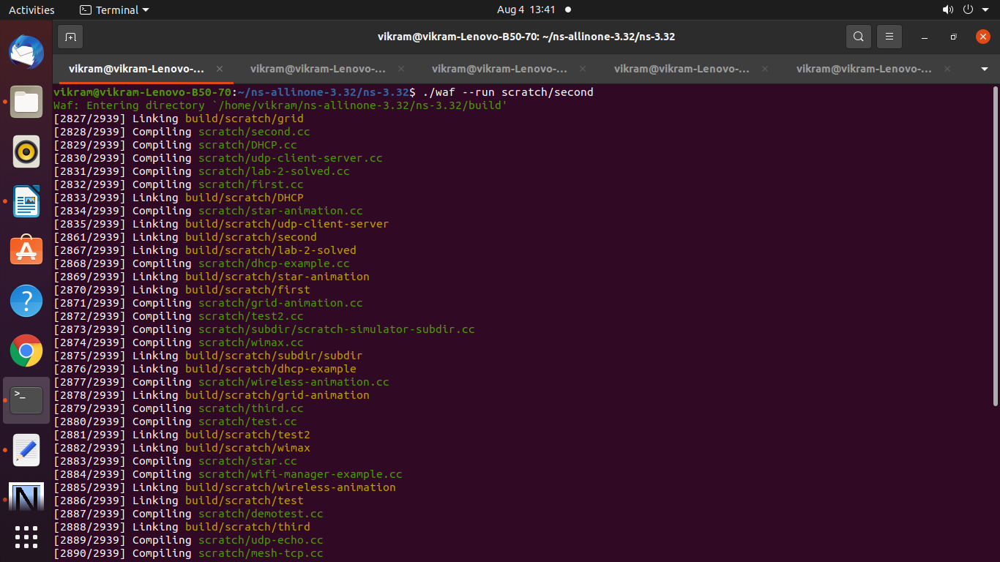 Activities
Terminal
Aug 4 13:41
vikram@vikram-Lenovo-B50-70: ~/ns-allinone-3.32/ns-3.32
vikram@vikram-Lenovo-... vikram@vikram-Lenovo-... vikram@vikram-Lenovo-... vikram@vikram-Lenovo-... vikram@vikram-Lenovo-...
vikram@vikram-Lenovo-B50-70:~/ns-allinone-3.32/ns-3.32$ ./waf --run scratch/second
Waf: Entering directory `/home/vikram/ns-allinone-3.32/ns-3.32/build'
[2827/2939] Linking build/scratch/grid
[2828/2939] Compiling scratch/second.cc
[2829/2939] Compiling scratch/DHCP.cc
[2830/2939] Compiling scratch/udp-client-server.cc
[2831/2939] Compiling scratch/lab-2-solved.cc
[2832/2939] Compiling scratch/first.cc
[2833/2939] Linking build/scratch/DHCP
[2834/2939] Compiling scratch/star-animation.cc
[2835/2939] Linking build/scratch/udp-client-server
[2861/2939] Linking build/scratch/second
[2867/2939] Linking build/scratch/lab-2-solved
[2868/2939] Compiling scratch/dhcp-example.cc
[2869/2939] Linking build/scratch/star-animation
[2870/2939] Linking build/scratch/first
[2871/2939] Compiling scratch/grid-animation.cc
[2872/2939] Compiling scratch/test2.cc
[2873/2939] Compiling scratch/subdir/scratch-simulator-subdir.cc
[2874/2939] Compiling scratch/wimax.cc
[2875/2939] Linking build/scratch/subdir/subdir
[2876/2939] Linking build/scratch/dhcp-example
[2877/2939] Compiling scratch/wireless-animation.cc
[2878/2939] Linking build/scratch/grid-animation
[2879/2939] Compiling scratch/third.cc
[2880/2939] Compiling scratch/test.cc
[2881/2939] Linking build/scratch/test2
[2882/2939] Linking build/scratch/wimax
[2883/2939] Compiling scratch/star.cc
[2884/2939] Compiling scratch/wifi-manager-example.cc
[2885/2939] Linking build/scratch/wireless-animation
[2886/2939] Linking build/scratch/test
[2887/2939] Compiling scratch/demotest.cc
[2888/2939] Linking build/scratch/third
[2889/2939] Compiling scratch/udp-echo.cc
[2890/2939] Compiling scratch/mesh-tcp.cc